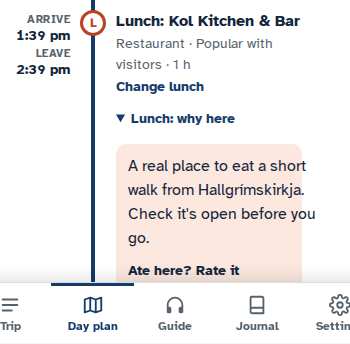 ARRIVE
1:39 pm
LEAVE
2:39 pm
L
Lunch: Kol Kitchen & Bar
Restaurant · Popular with
visitors · 1 h
Change lunch
▼ Lunch: why here
A real place to eat a short
walk from Hallgrímskirkja.
Check it's open before you
go.
Ate here? Rate it
Trip
Day plan
Guide
Journal
Settin